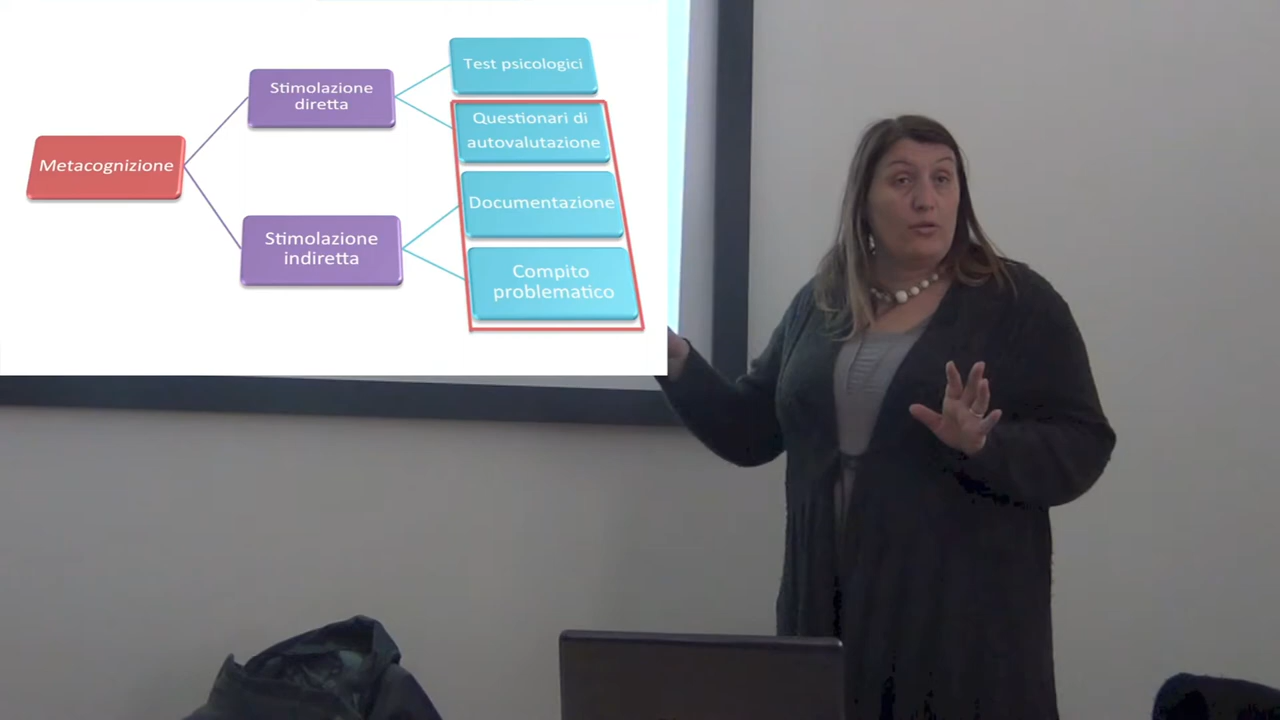 Metacognizione
Stimolazione
diretta
Test psicologici
Questionari di
autovalutazione
Stimolazione
indiretta
Documentazione
Compito
problematico